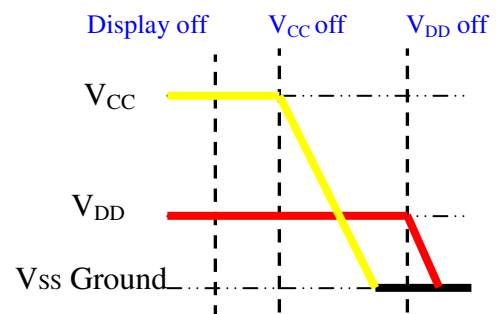 Display off VCC off VDD off
VCC
VDD
Vss Ground